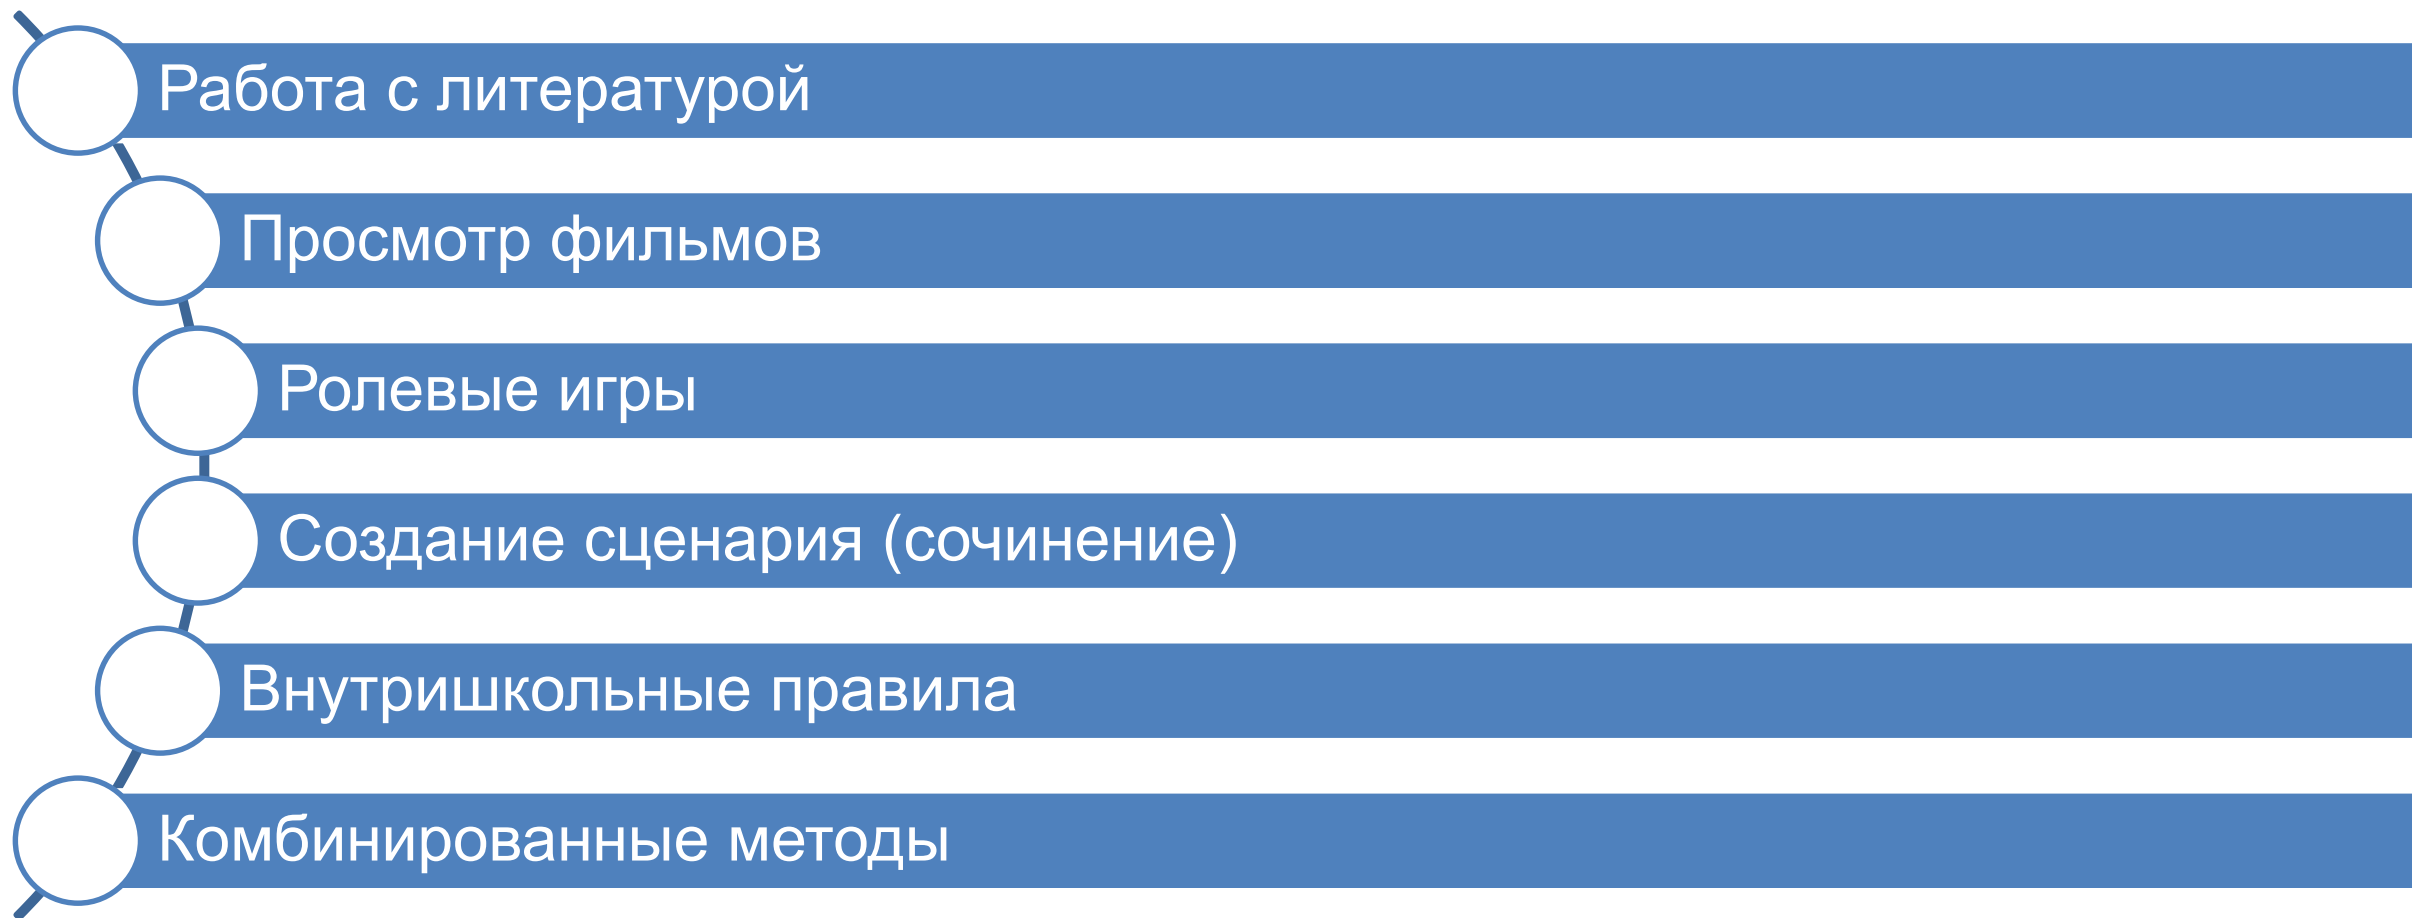 Работа с литературой
Просмотр фильмов
Ролевые игры
Создание сценария (сочинение)
Внутришкольные правила
Комбинированные методы